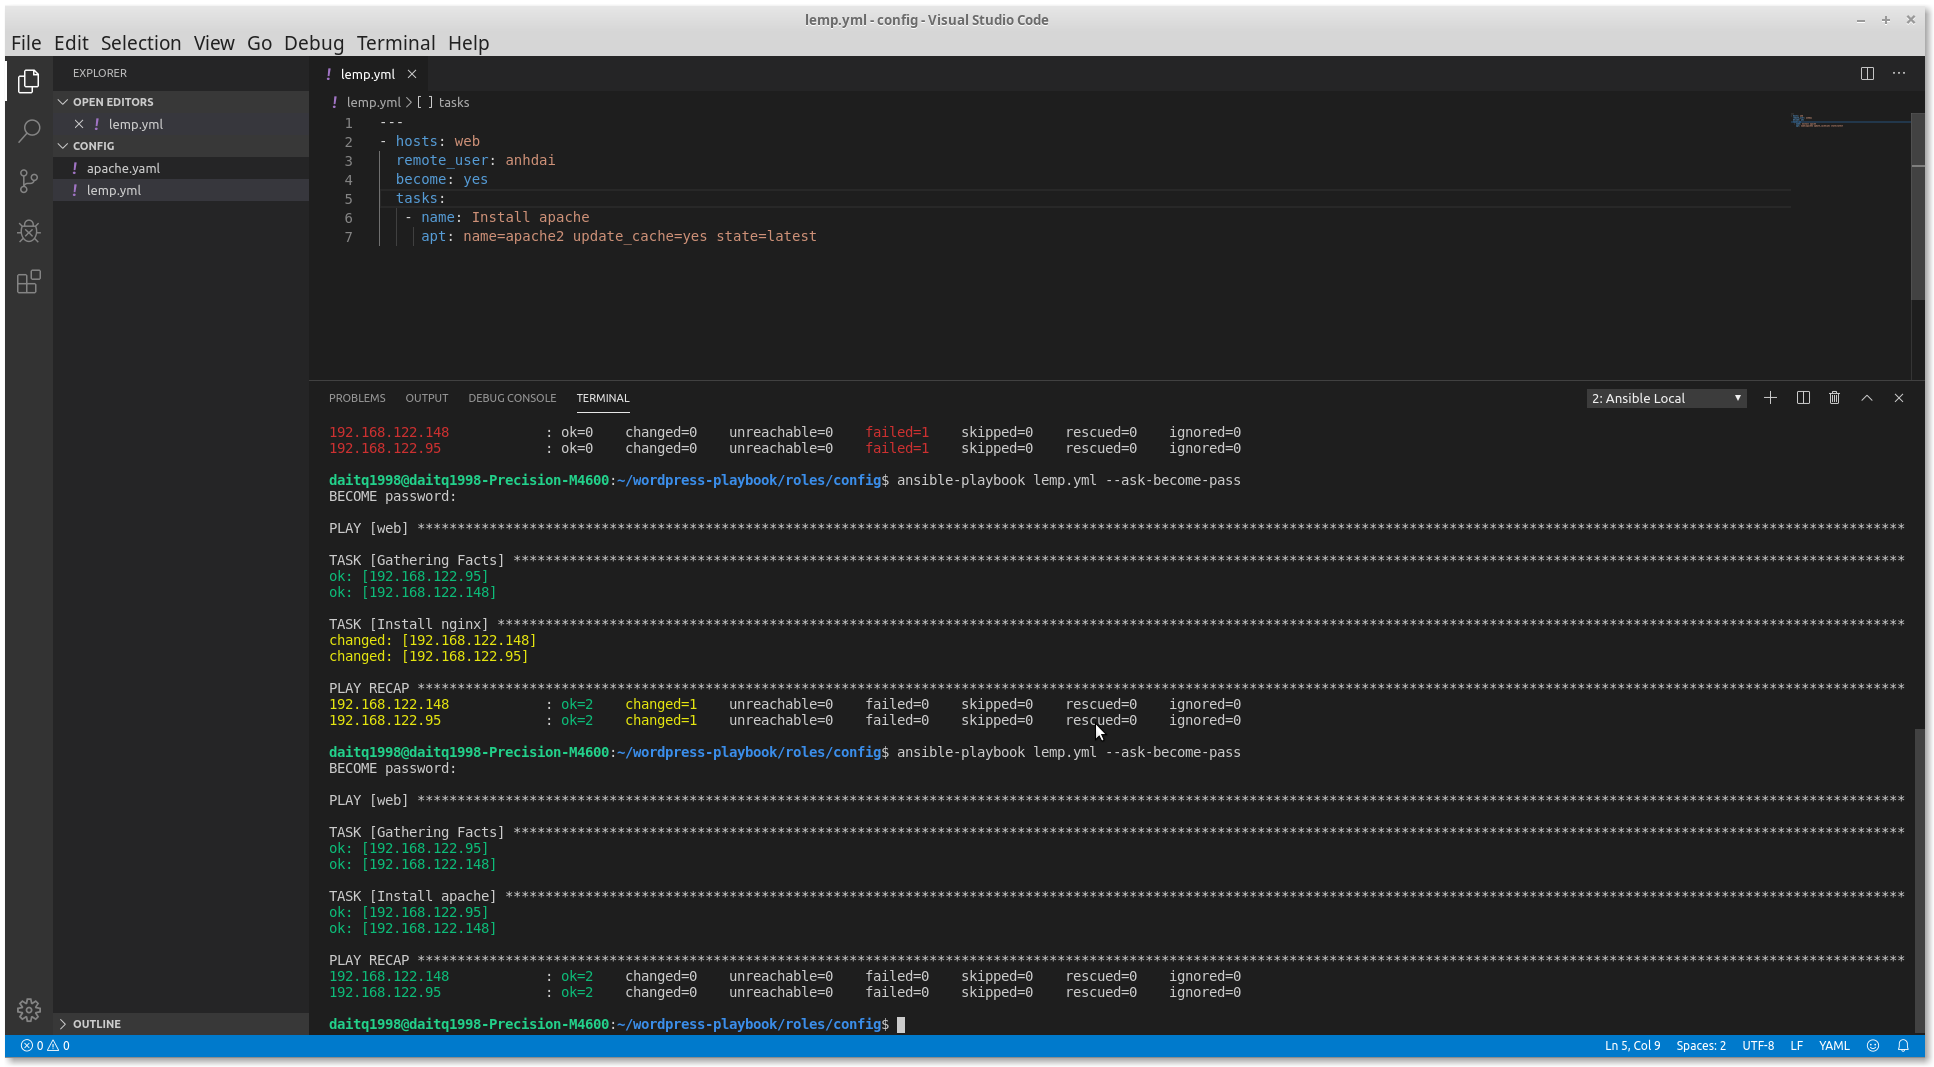 lemp.yml - config - Visual Studio Code
File Edit Selection View Go Debug Terminal Help
EXPLORER
OPEN EDITORS
lemp.yml
CONFIG
apache.yaml
lemp.yml
OUTLINE
lemp.yml
lemp.yml > [ ] tasks
1 ---
2 - hosts: web
3 remote_user: anhdai
4 become: yes
5 tasks:
6 - name: Install apache
7 apt: name=apache2 update_cache=yes state=latest
PROBLEMS OUTPUT DEBUG CONSOLE TERMINAL 2: Ansible Local
192.168.122.148 : ok=0 changed=0 unreachable=0 failed=1 skipped=0 rescued=0 ignored=0
192.168.122.95 : ok=0 changed=0 unreachable=0 failed=1 skipped=0 rescued=0 ignored=0
daitq1998@daitq1998-Precision-M4600:~/wordpress-playbook/roles/config$ ansible-playbook lemp.yml --ask-become-pass
BECOME password:
PLAY [web] ******************************************************************************************************************************************************************************************
TASK [Gathering Facts] ******************************************************************************************************************************************************************************
ok: [192.168.122.95]
ok: [192.168.122.148]
TASK [Install nginx] ********************************************************************************************************************************************************************************
changed: [192.168.122.148]
changed: [192.168.122.95]
PLAY RECAP ******************************************************************************************************************************************************************************************
192.168.122.148 : ok=2 changed=1 unreachable=0 failed=0 skipped=0 rescued=0 ignored=0
192.168.122.95 : ok=2 changed=1 unreachable=0 failed=0 skipped=0 rescued=0 ignored=0
daitq1998@daitq1998-Precision-M4600:~/wordpress-playbook/roles/config$ ansible-playbook lemp.yml --ask-become-pass
BECOME password:
PLAY [web] ******************************************************************************************************************************************************************************************
TASK [Gathering Facts] ******************************************************************************************************************************************************************************
ok: [192.168.122.95]
ok: [192.168.122.148]
TASK [Install apache] *******************************************************************************************************************************************************************************
ok: [192.168.122.95]
ok: [192.168.122.148]
PLAY RECAP ******************************************************************************************************************************************************************************************
192.168.122.148 : ok=2 changed=0 unreachable=0 failed=0 skipped=0 rescued=0 ignored=0
192.168.122.95 : ok=2 changed=0 unreachable=0 failed=0 skipped=0 rescued=0 ignored=0
daitq1998@daitq1998-Precision-M4600:~/wordpress-playbook/roles/config$
0 0 Ln 5, Col 9 Spaces: 2 UTF-8 LF YAML